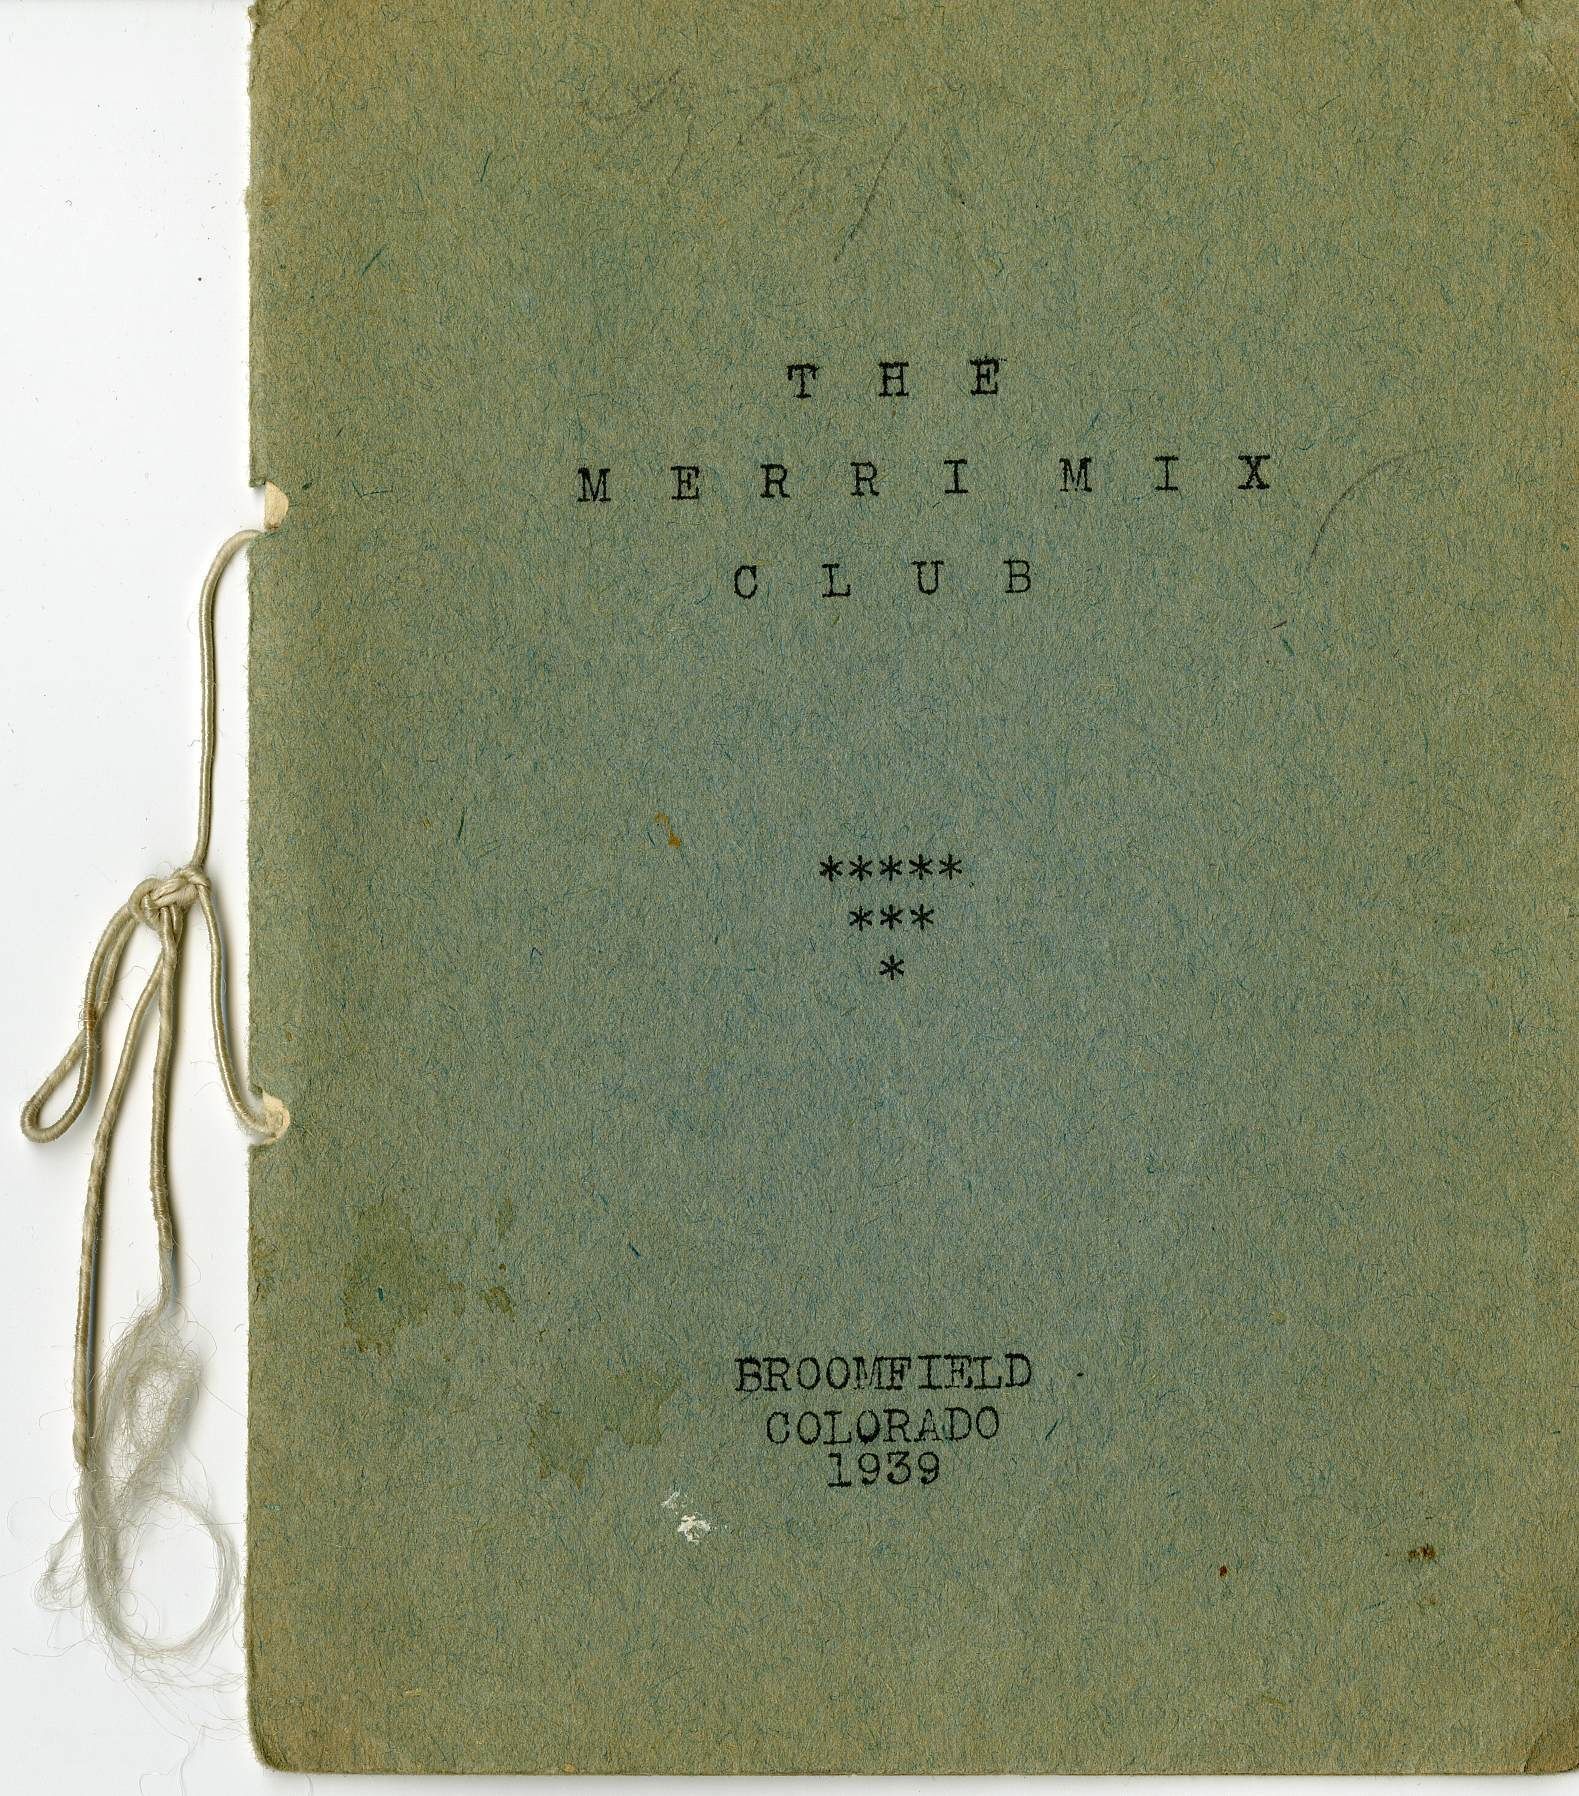 T H E
M E R R I M I X
C L U B
*****
***
*
BROOMFIELD
COLORADO
1939